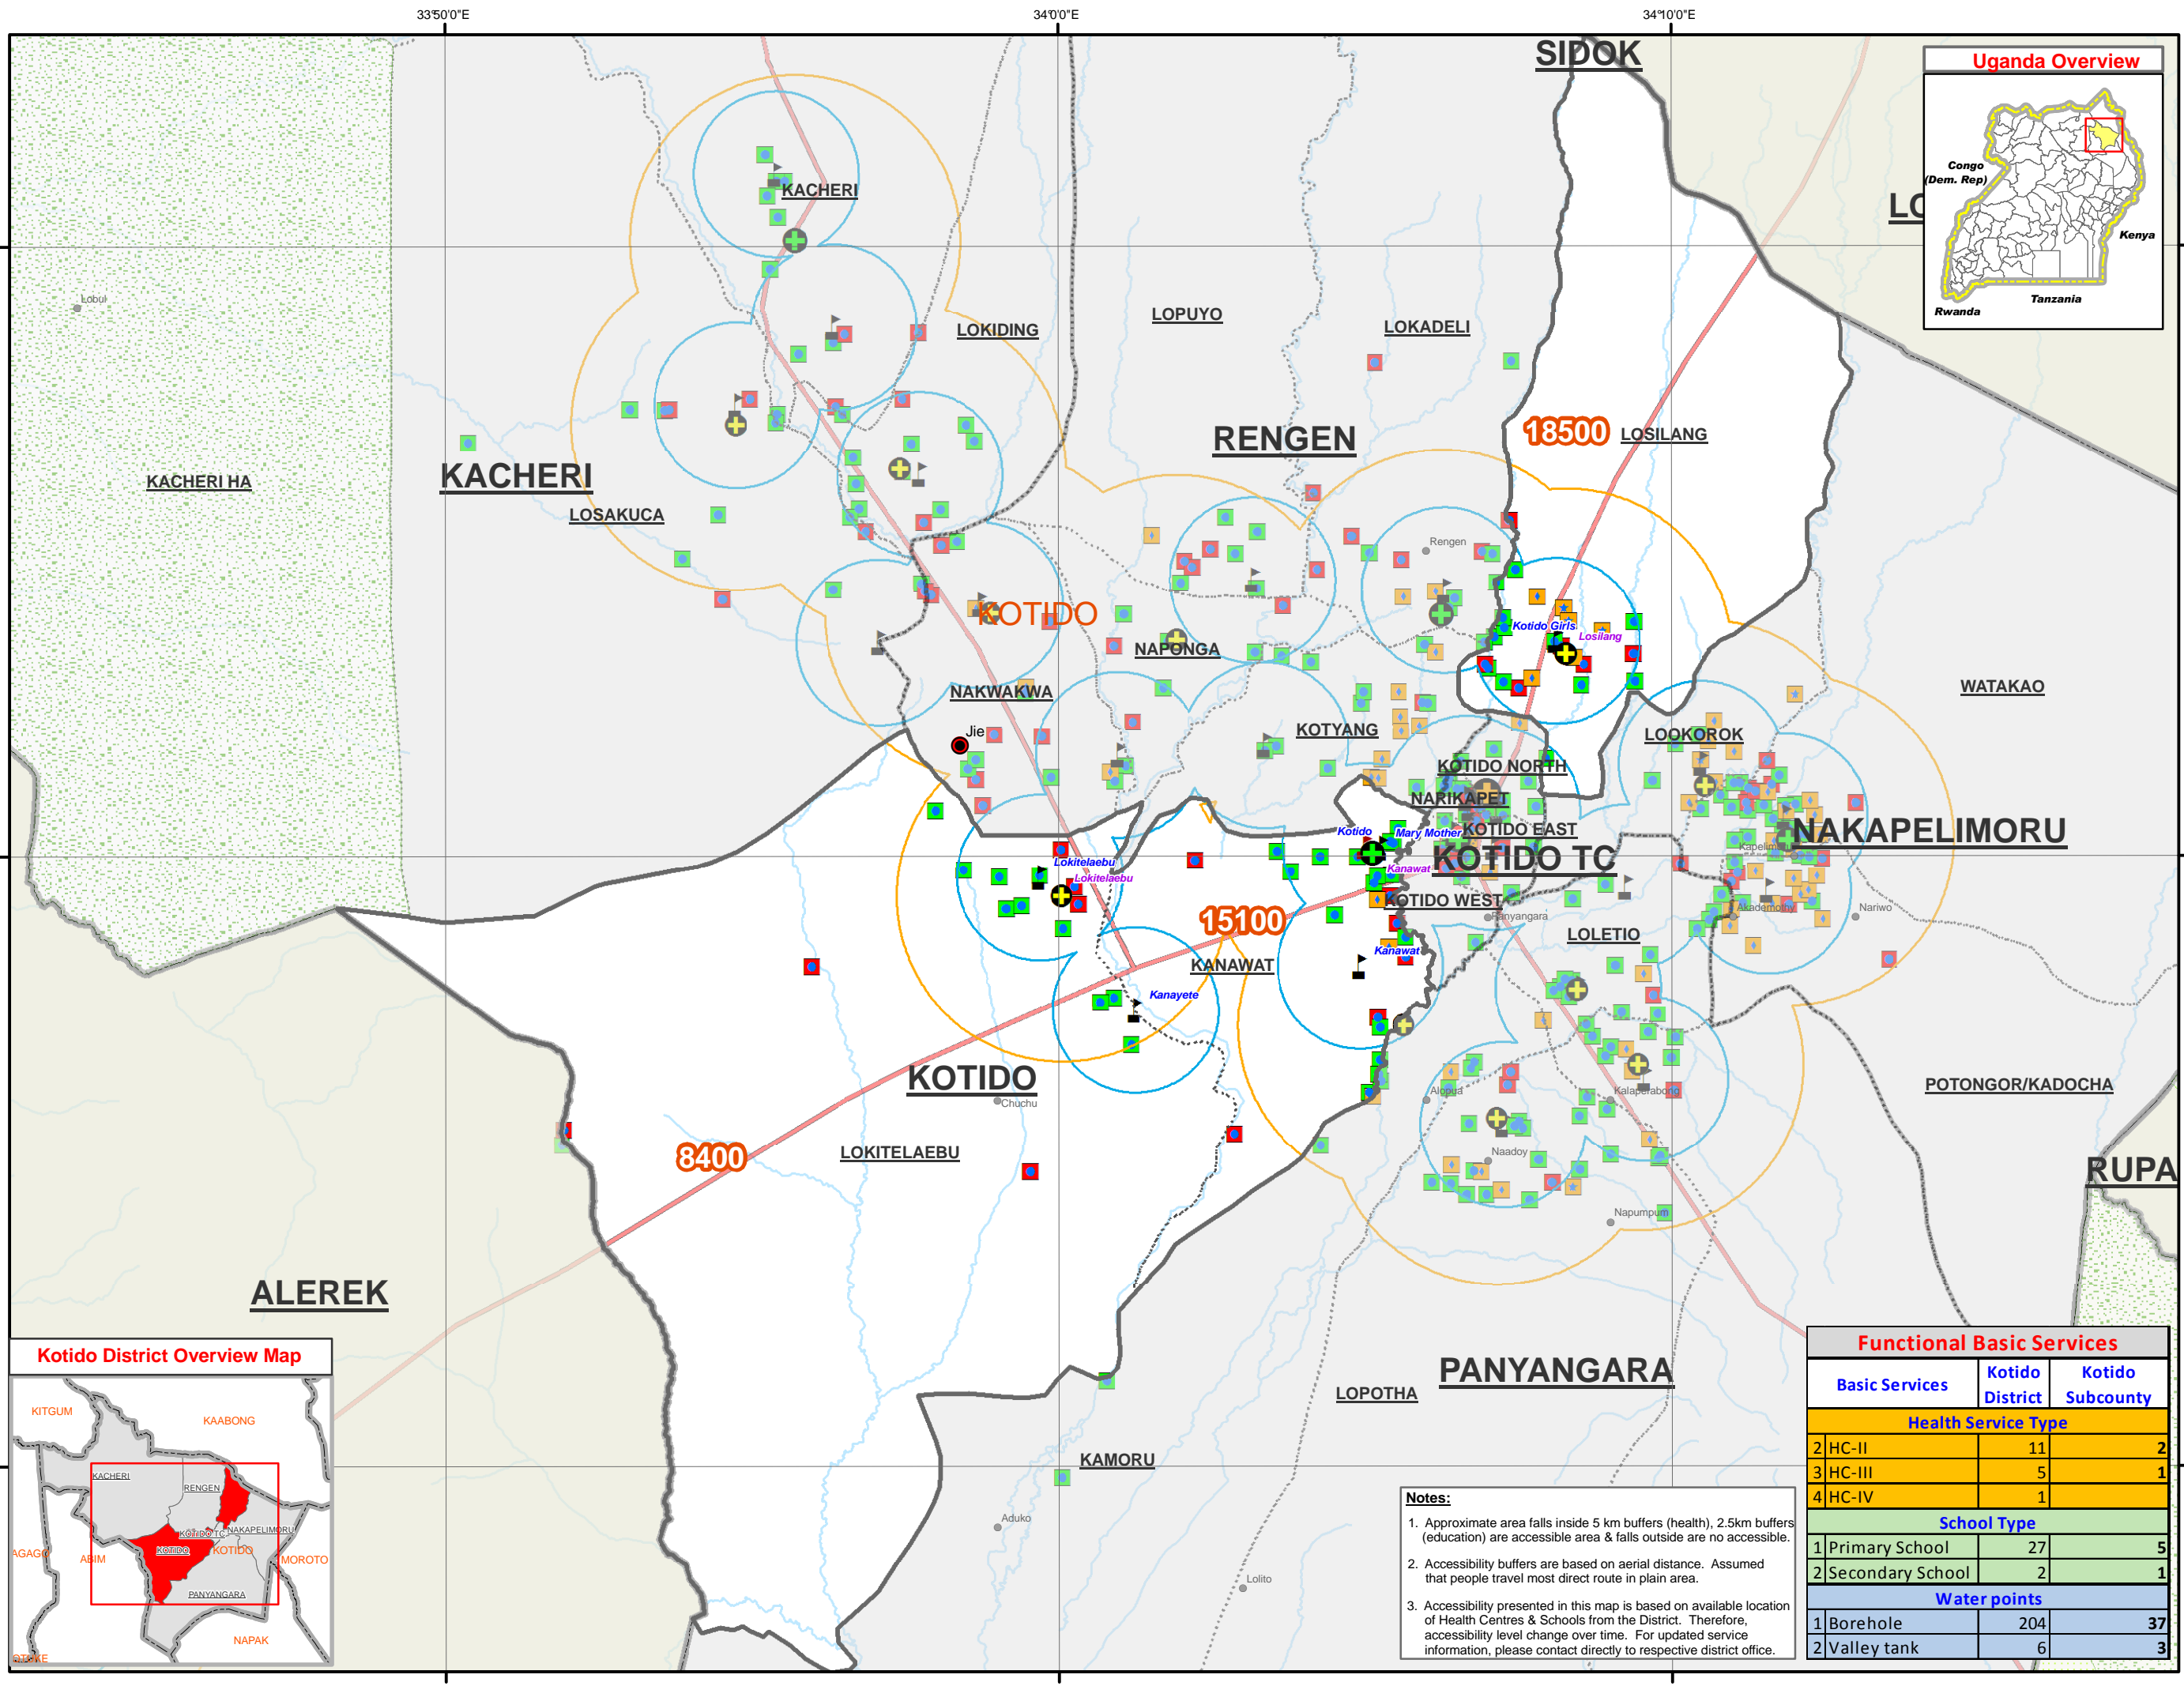 33°50'0"E
34°0'0"E
34°10'0"E
SIDOK
Uganda Overview
Congo
(Dem. Rep)
Kenya
Tanzania
Rwanda
LO
KACHERI
Lobul
LOKIDING
LOPUYO
LOKADELI
18500
LOSILANG
RENGEN
KACHERI
KACHERI HA
LOSAKUCA
Rengen
KOTIDO
Kotido Girls
Losilang
NAPONGA
NAKWAKWA
WATAKAO
Jie
KOTYANG
LOOKOROK
KOTIDO NORTH
NARIKAPET
Kotido
Mary Mother
KOTIDO EAST
NAKAPELIMORU
Kapelimoru
Lokitelaebu
Lokitelaebu
Kanawat
KOTIDO TC
KOTIDO WEST
15100
Panyangara
Akademothy
Nariwo
LOLETIO
Kanawat
KANAWAT
Kanayete
KOTIDO
Chuchu
Alopua
Kalaperabong
POTONGOR/KADOCHA
8400
LOKITELAEBU
Naadoy
RUPA
Napumpum
ALEREK
PANYANGARA
LOPOTHA
KAMORU
Aduko
Lolito
Kotido District Overview Map
KITGUM
KAABONG
KACHERI
RENGEN
KOTIDO TC
NAKAPELIMORU
KOTIDO
KOTIDO
AGAGO
ABIM
MOROTO
PANYANGARA
NAPAK
OTUKE
Notes:
1. Approximate area falls inside 5 km buffers (health), 2.5km buffers
(education) are accessible area & falls outside are no accessible.
2. Accessibility buffers are based on aerial distance. Assumed
that people travel most direct route in plain area.
3. Accessibility presented in this map is based on available location
of Health Centres & Schools from the District. Therefore,
accessibility level change over time. For updated service
information, please contact directly to respective district office.
Functional Basic Services
Basic Services Kotido District Kotido Subcounty
Health Service Type
2 HC-II 11 2
3 HC-III 5 1
4 HC-IV 1
School Type
1 Primary School 27 5
2 Secondary School 2 1
Water points
1 Borehole 204 37
2 Valley tank 6 3